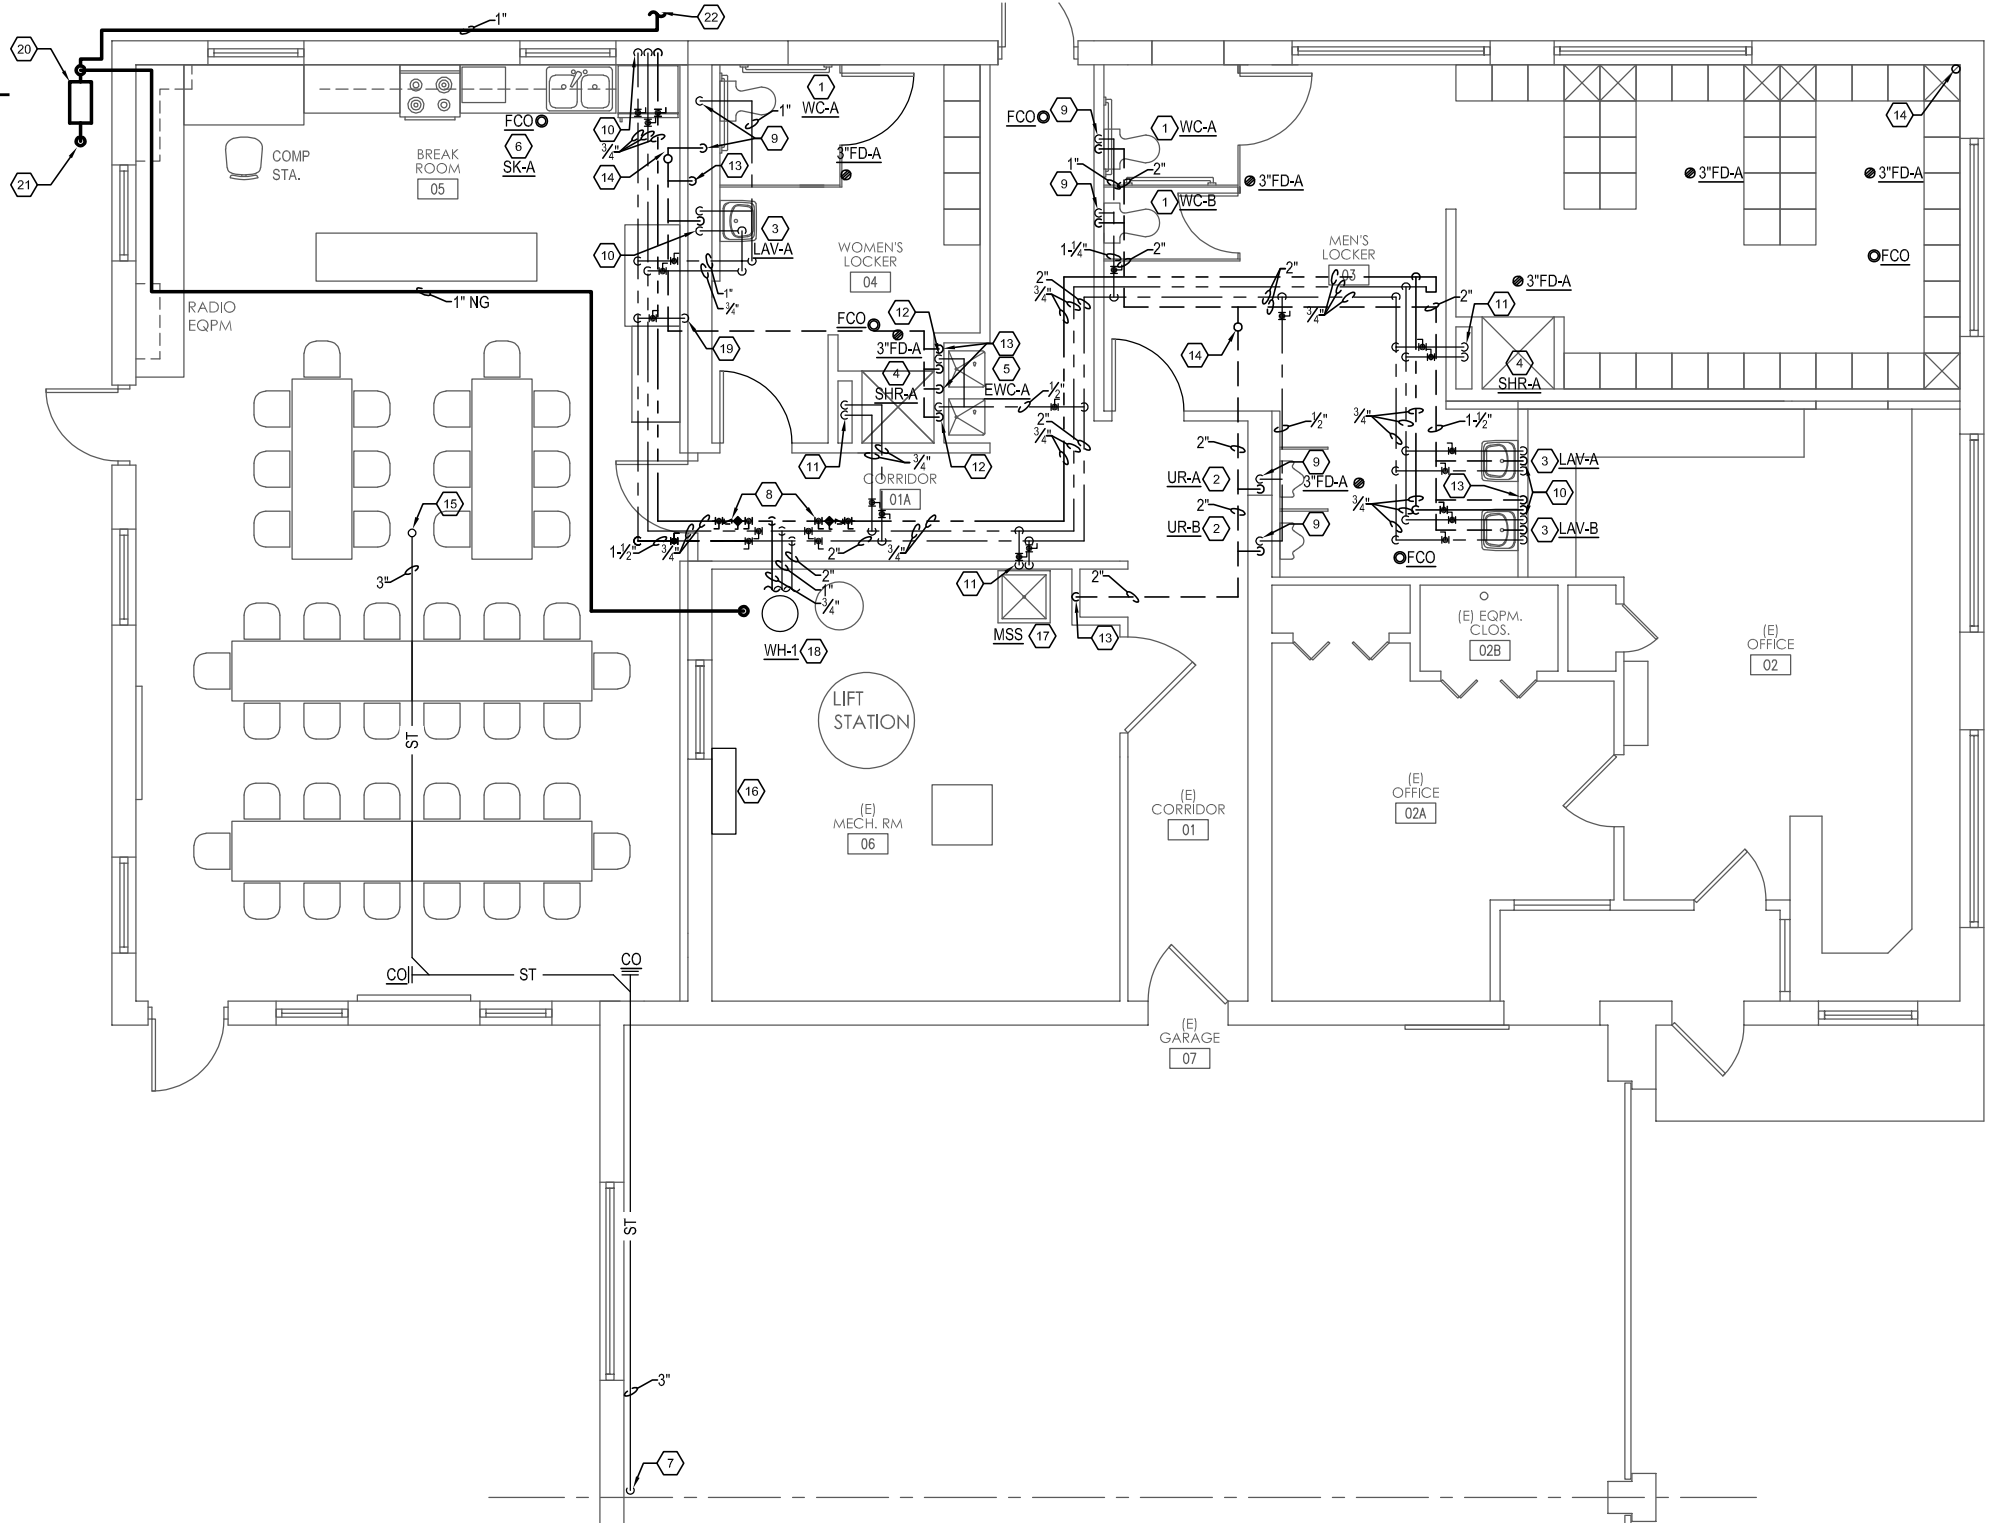 22
1"
20
21
14
1
WC-A
1"
FCO
6
SK-A
10
3/4"
9
14
13
3"FD-A
FCO
9
1
WC-A
1"
2"
9
1
WC-B
3"FD-A
3"FD-A
3"FD-A
COMP
STA.
BREAK
ROOM
05
3
LAV-A
10
WOMEN'S
LOCKER
04
1-1/4"
2"
MEN'S
LOCKER
03
FCO
RADIO
EQPM
1" NG
1"
3/4"
2"
3/4"
2"
3/4"
2"
3"FD-A
11
FCO
12
13
3"FD-A
19
4
SHR-A
5
EWC-A
1/2"
14
4
SHR-A
2"
3/4"
1/2"
3/4"
1-1/2"
2"
11
3/4"
12
UR-A
2
9
3"FD-A
3
LAV-A
13
10
CORRIDOR
01A
15
8
2"
3/4"
UR-B
2
9
3
LAV-B
1-1/2"
3/4"
2"
3/4"
FCO
3"
2"
1"
3/4"
11
2"
WH-1
18
MSS
17
13
(E) EQPM.
CLOS.
02B
(E)
OFFICE
02
LIFT
STATION
ST
16
(E)
MECH. RM
06
(E)
CORRIDOR
01
(E)
OFFICE
02A
CO
ST
CO
(E)
GARAGE
07
ST
3"
7